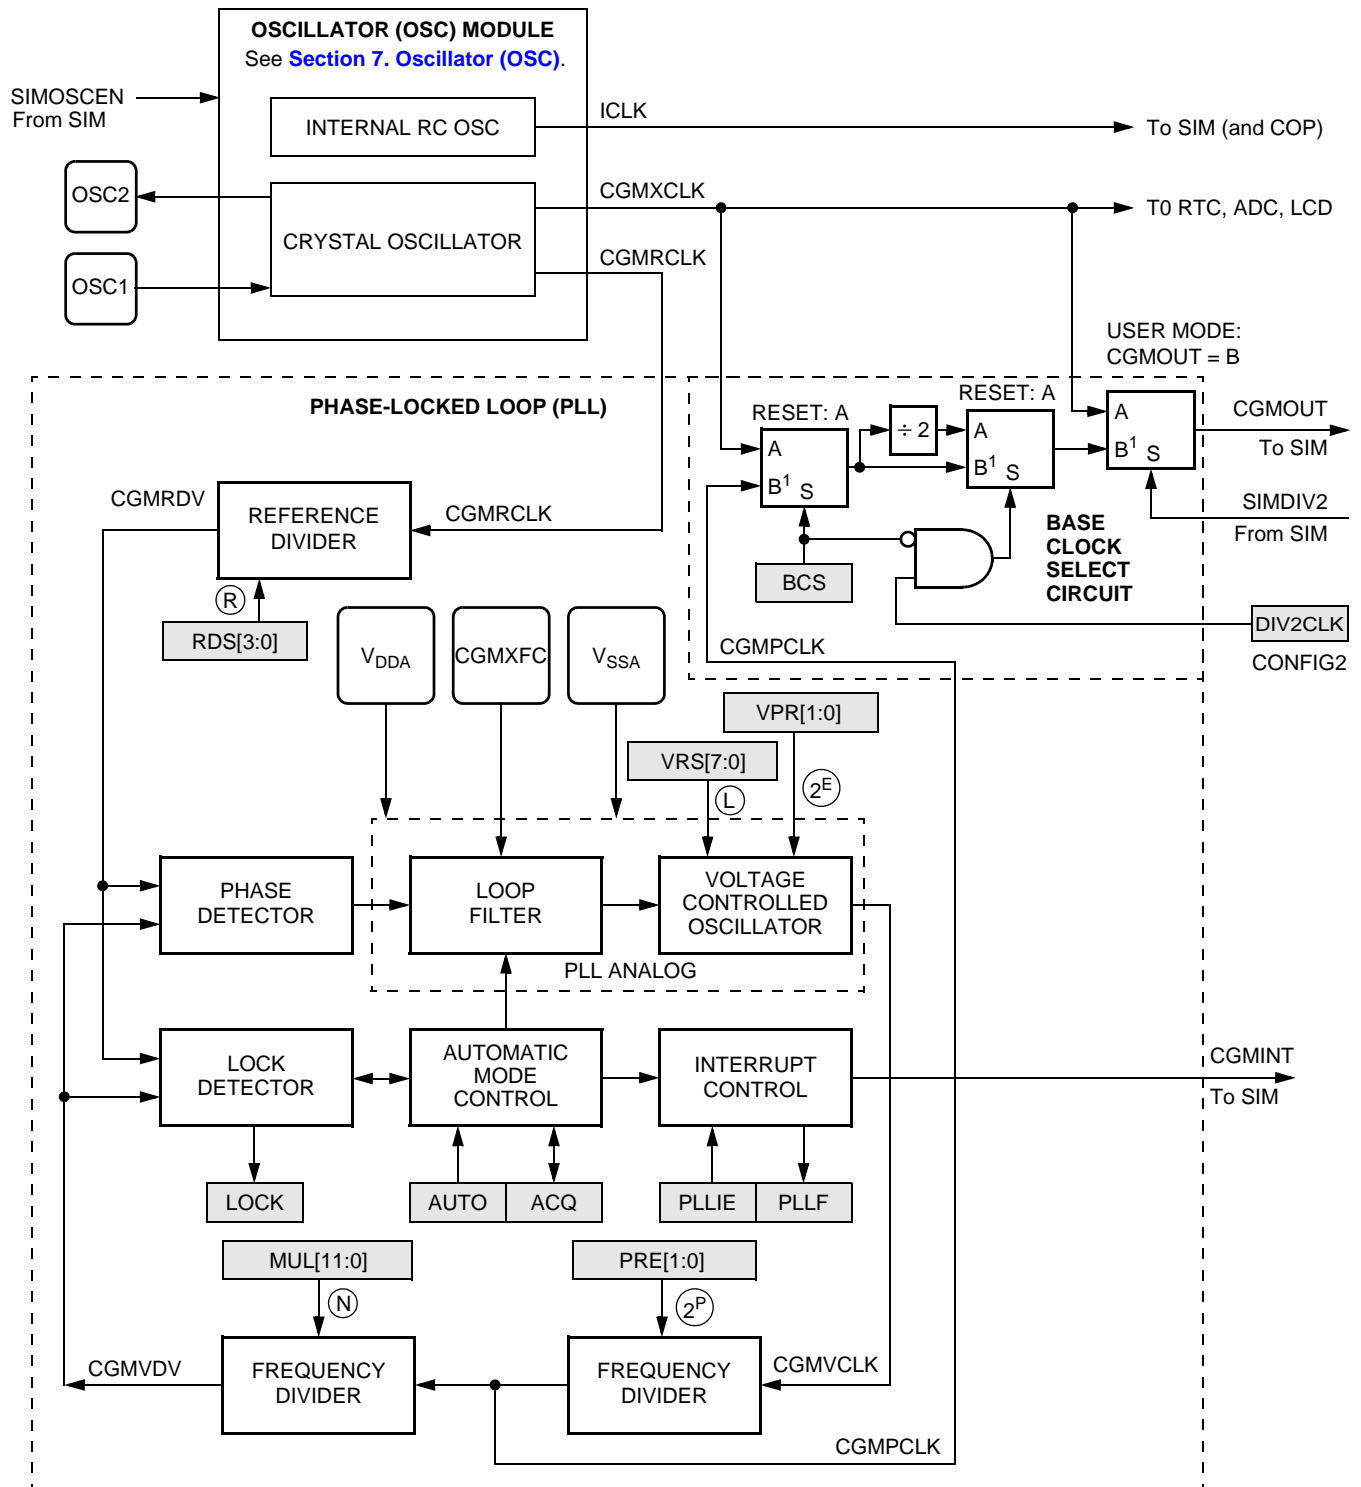 OSCILLATOR (OSC) MODULE
See Section 7. Oscillator (OSC).
SIMOSCEN
From SIM
INTERNAL RC OSC
ICLK
To SIM (and COP)
OSC2
CGMXCLK
T0 RTC, ADC, LCD
CRYSTAL OSCILLATOR
CGMRCLK
OSC1
USER MODE:
CGMOUT = B
PHASE-LOCKED LOOP (PLL)
RESET: A
RESET: A
A
B1 S
÷ 2
A
B1 S
A
B1 S
CGMOUT
To SIM
SIMDIV2
From SIM
CGMRDV
REFERENCE
DIVIDER
CGMRCLK
BCS
BASE
CLOCK
SELECT
CIRCUIT
R
RDS[3:0]
DIV2CLK
CONFIG2
VDDA
CGMXFC
VSSA
CGMPCLK
VPR[1:0]
VRS[7:0]
L
2E
PHASE
DETECTOR
LOOP
FILTER
VOLTAGE
CONTROLLED
OSCILLATOR
PLL ANALOG
LOCK
DETECTOR
AUTOMATIC
MODE
CONTROL
INTERRUPT
CONTROL
CGMINT
To SIM
LOCK
AUTO
ACQ
PLLIE
PLLF
MUL[11:0]
PRE[1:0]
N
2P
CGMVDV
FREQUENCY
DIVIDER
FREQUENCY
DIVIDER
CGMVCLK
CGMPCLK